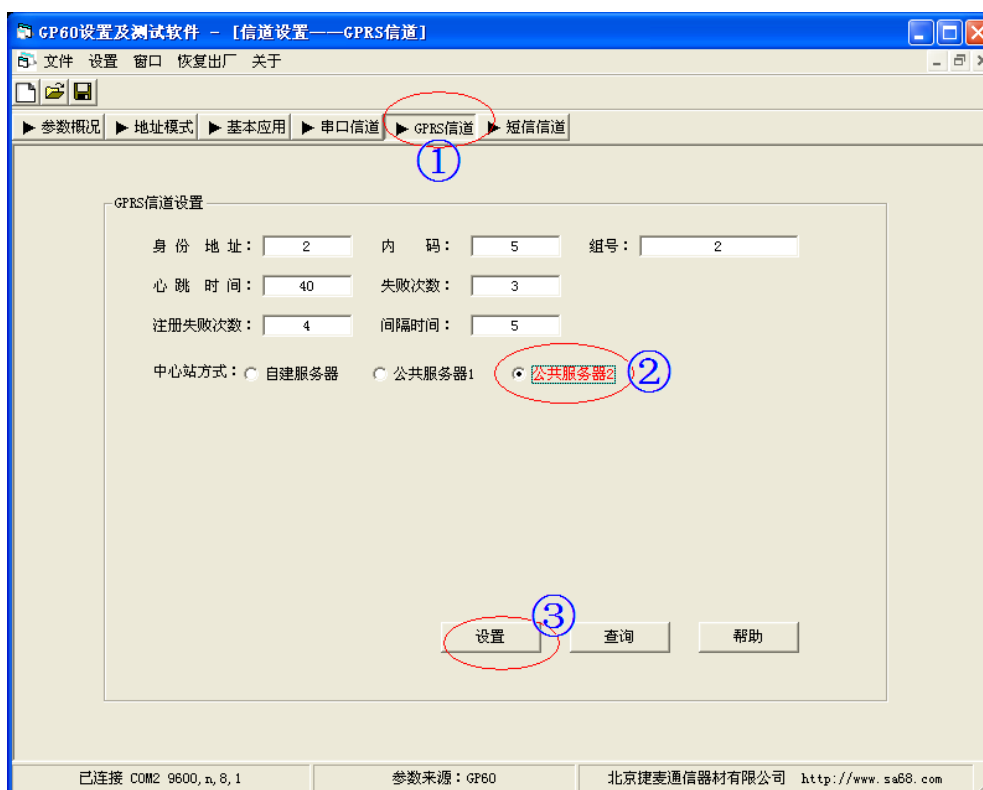 GP60设置及测试软件 - [信道设置——GPRS信道]
文件 设置 窗口 恢复出厂 关于
▶ 参数概况 ▶ 地址模式 ▶ 基本应用 ▶ 串口信道 ▶ GPRS信道 ▶ 短信信道
①
GPRS信道设置
身 份 地 址： 2 内 码： 5 组号： 2
心 跳 时 间： 40 失败次数： 3
注册失败次数： 4 间隔时间： 5
中心站方式： 自建服务器 公共服务器1 公共服务器2 ②
③
设置 查询 帮助
已连接 COM2 9600,n,8,1 参数来源：GP60 北京捷麦通信器材有限公司 http://www.sa68.com